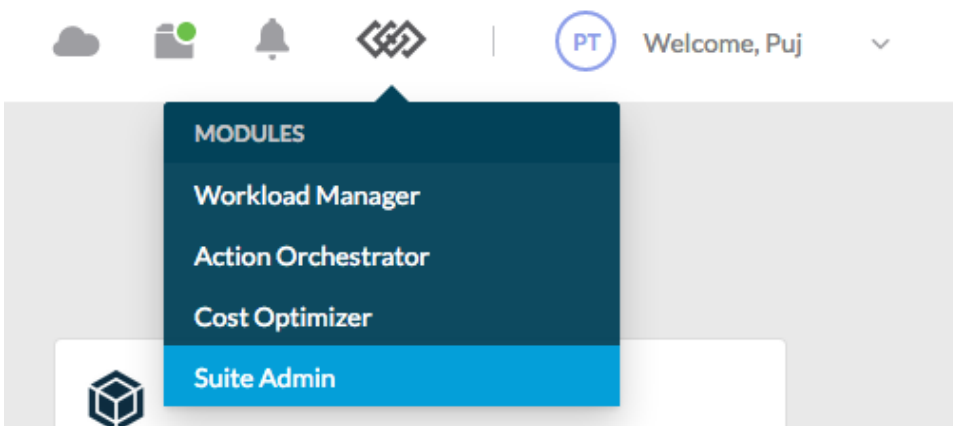 PT Welcome, Puj
MODULES
Workload Manager
Action Orchestrator
Cost Optimizer
Suite Admin